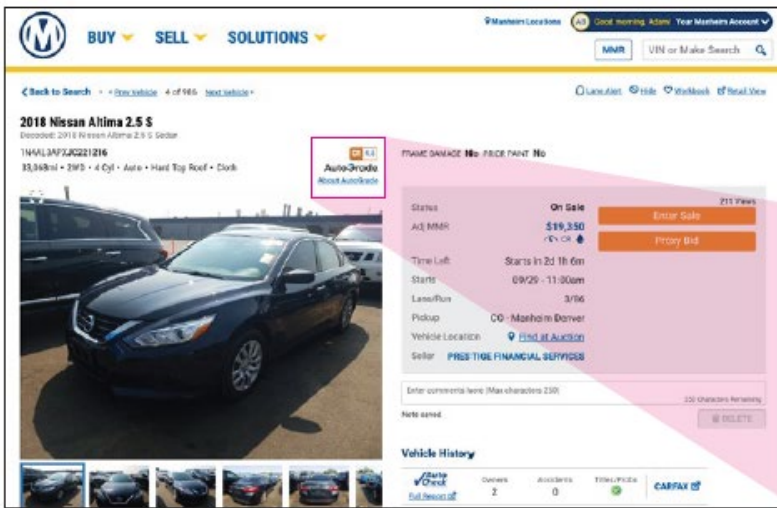 Manheim Locations
AB Good morning, Adam! Your Manheim Account
BUY SELL SOLUTIONS
MMR VIN or Make Search
Back to Search Prev Vehicle 4 of 986 Next Vehicle
Lane Alert Hide Workbook Retail View
2018 Nissan Altima 2.5 S
Decoded: 2018 Nissan Altima 2.5 S Sedan
33,068mi • 2WD • 4 Cyl • Auto • Hard Top Roof • Cloth
CR
AutoGrade
About AutoGrade
FRAME DAMAGE No PRIOR PAINT No
211 Views
Status On Sale
Enter Sale
Adj MMR $19,350
CR
Proxy Bid
Time Left Starts in 2d 1h 6m
Starts 09/29 - 11:00am
Lane/Run 3/86
Pickup CO - Manheim Denver
Vehicle Location Find at Auction
Seller PRESTIGE FINANCIAL SERVICES
Enter comments here (Max characters 250)
250 Characters Remaining
Note saved
DELETE
Vehicle History
AutoCheck
Full Report
Owners
2
Accidents
0
Titles/Probs
CARFAX